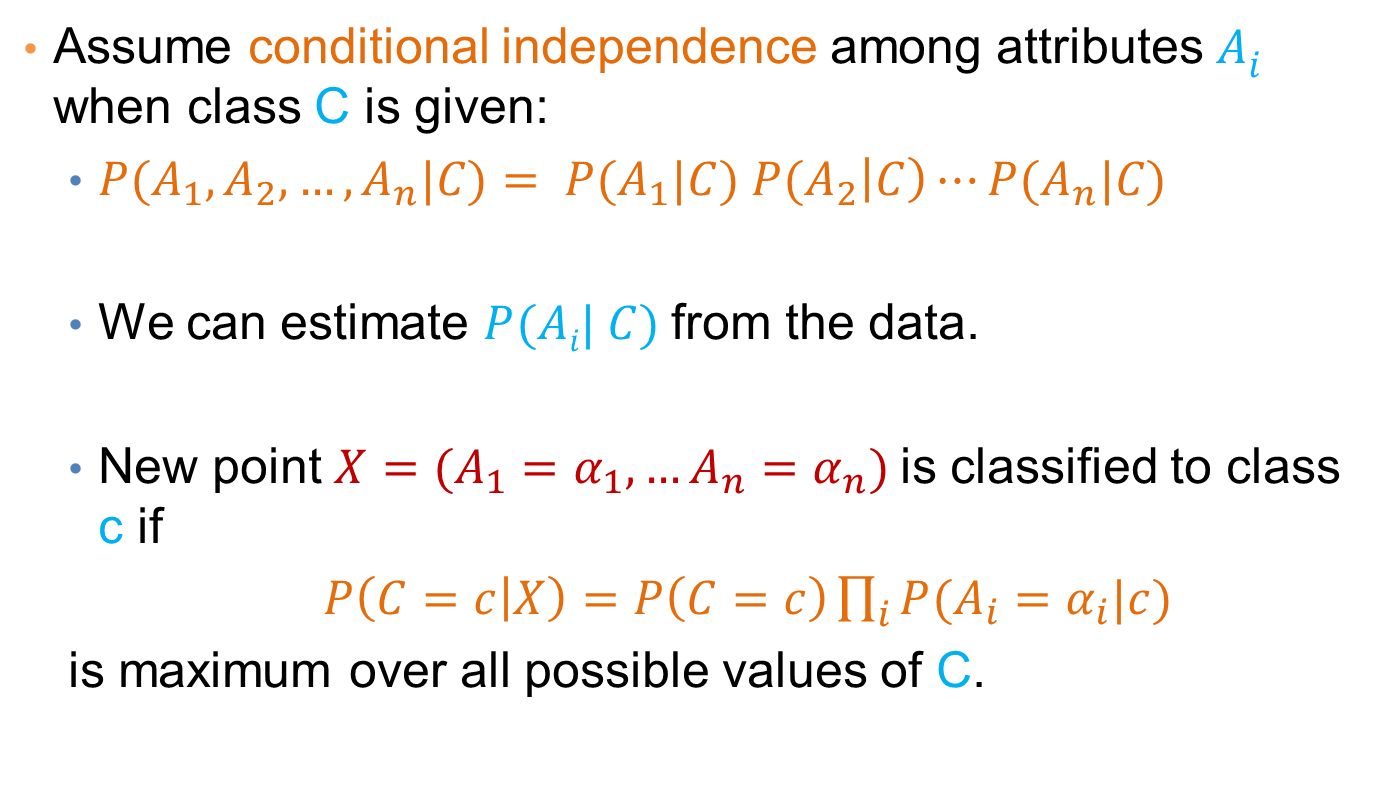 • Assume conditional independence among attributes 𝐴ᵢ
when class C is given:
• 𝑃(𝐴₁, 𝐴₂, … , 𝐴ₙ|𝐶) = 𝑃(𝐴₁|𝐶) 𝑃(𝐴₂|𝐶) ⋯ 𝑃(𝐴ₙ|𝐶)
• We can estimate 𝑃(𝐴ᵢ| 𝐶) from the data.
• New point 𝑋 = (𝐴₁ = 𝛼₁, … 𝐴ₙ = 𝛼ₙ) is classified to class
c if
𝑃(𝐶 = 𝑐|𝑋) = 𝑃(𝐶 = 𝑐) ∏ᵢ 𝑃(𝐴ᵢ = 𝛼ᵢ|𝑐)
is maximum over all possible values of C.